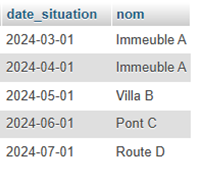 date_situation nom
2024-03-01 Immeuble A
2024-04-01 Immeuble A
2024-05-01 Villa B
2024-06-01 Pont C
2024-07-01 Route D